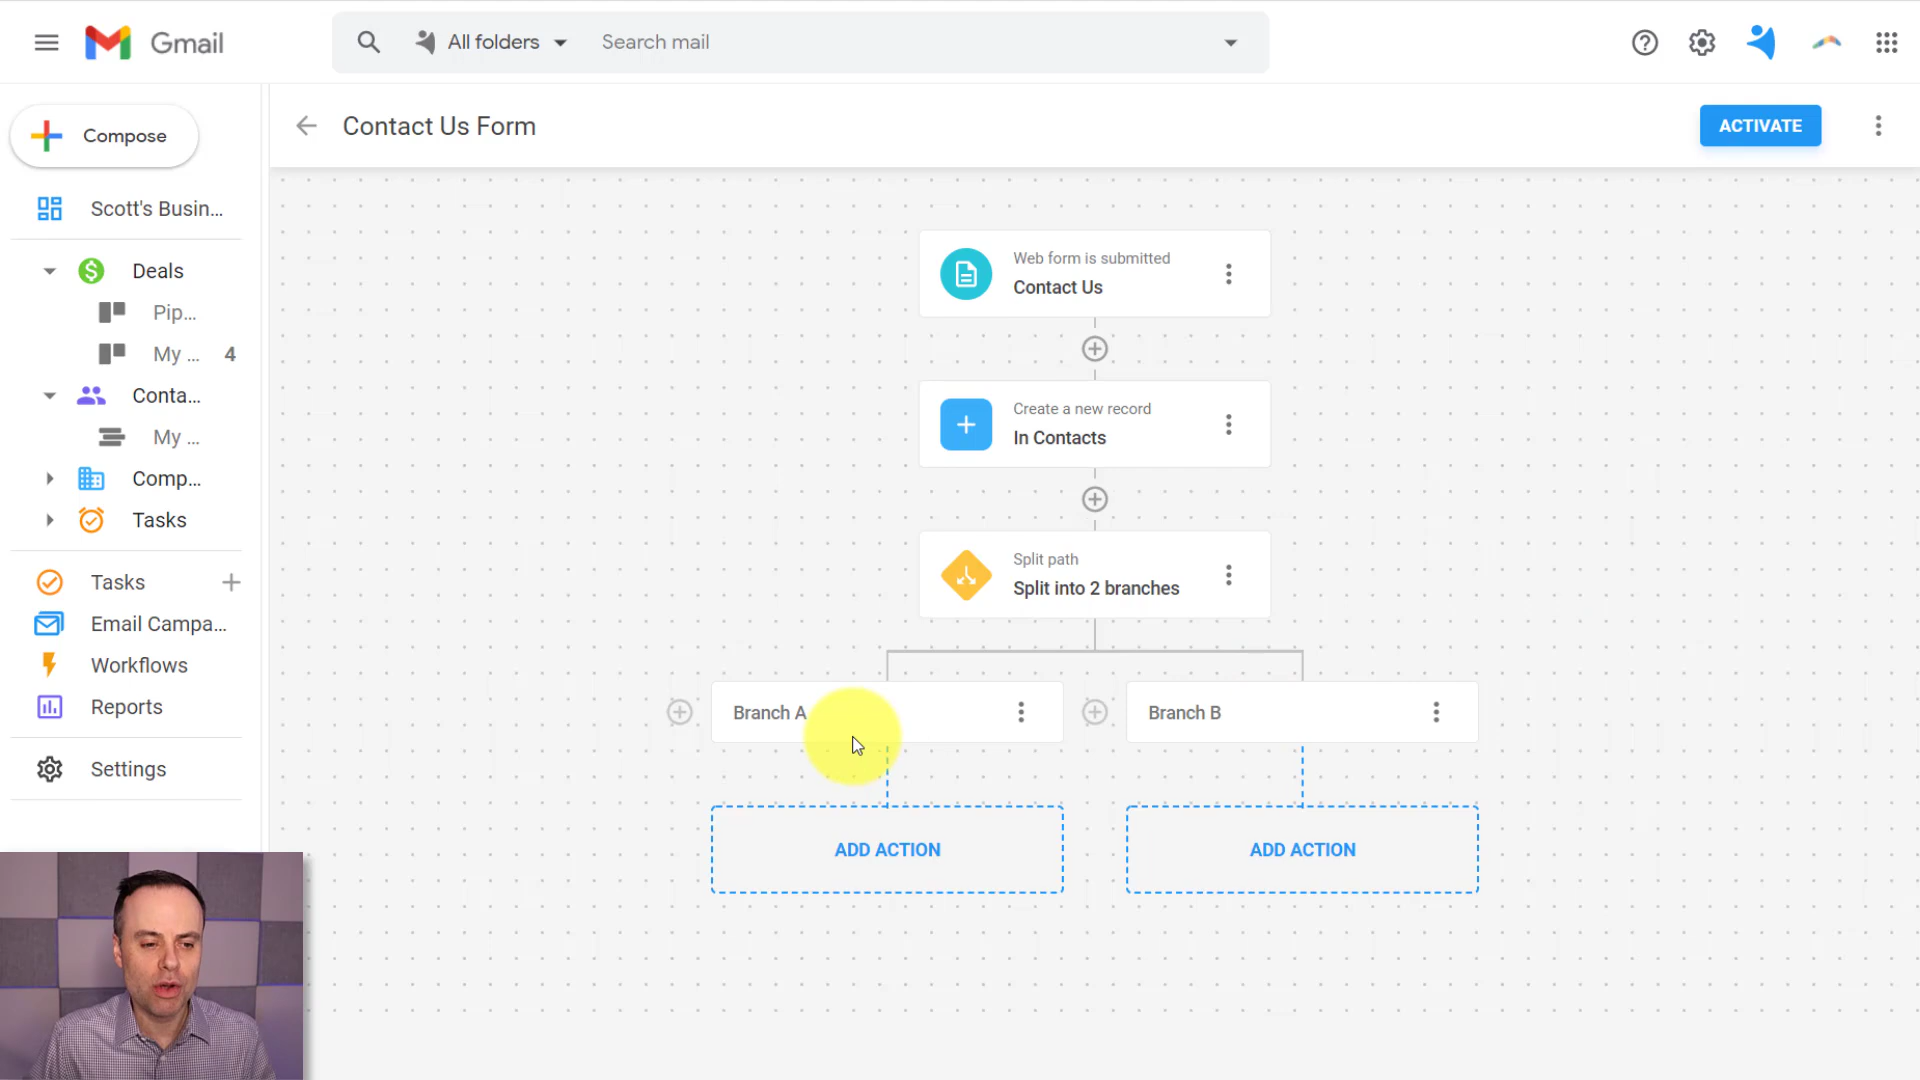 Gmail
All folders
Search mail
Compose
Contact Us Form
ACTIVATE
Scott's Busin...
Deals
Pip...
My ... 4
Conta...
My ...
Comp...
Tasks
Tasks
Email Campa...
Workflows
Reports
Settings
Web form is submitted
Contact Us
Create a new record
In Contacts
Split path
Split into 2 branches
Branch A
Branch B
ADD ACTION
ADD ACTION